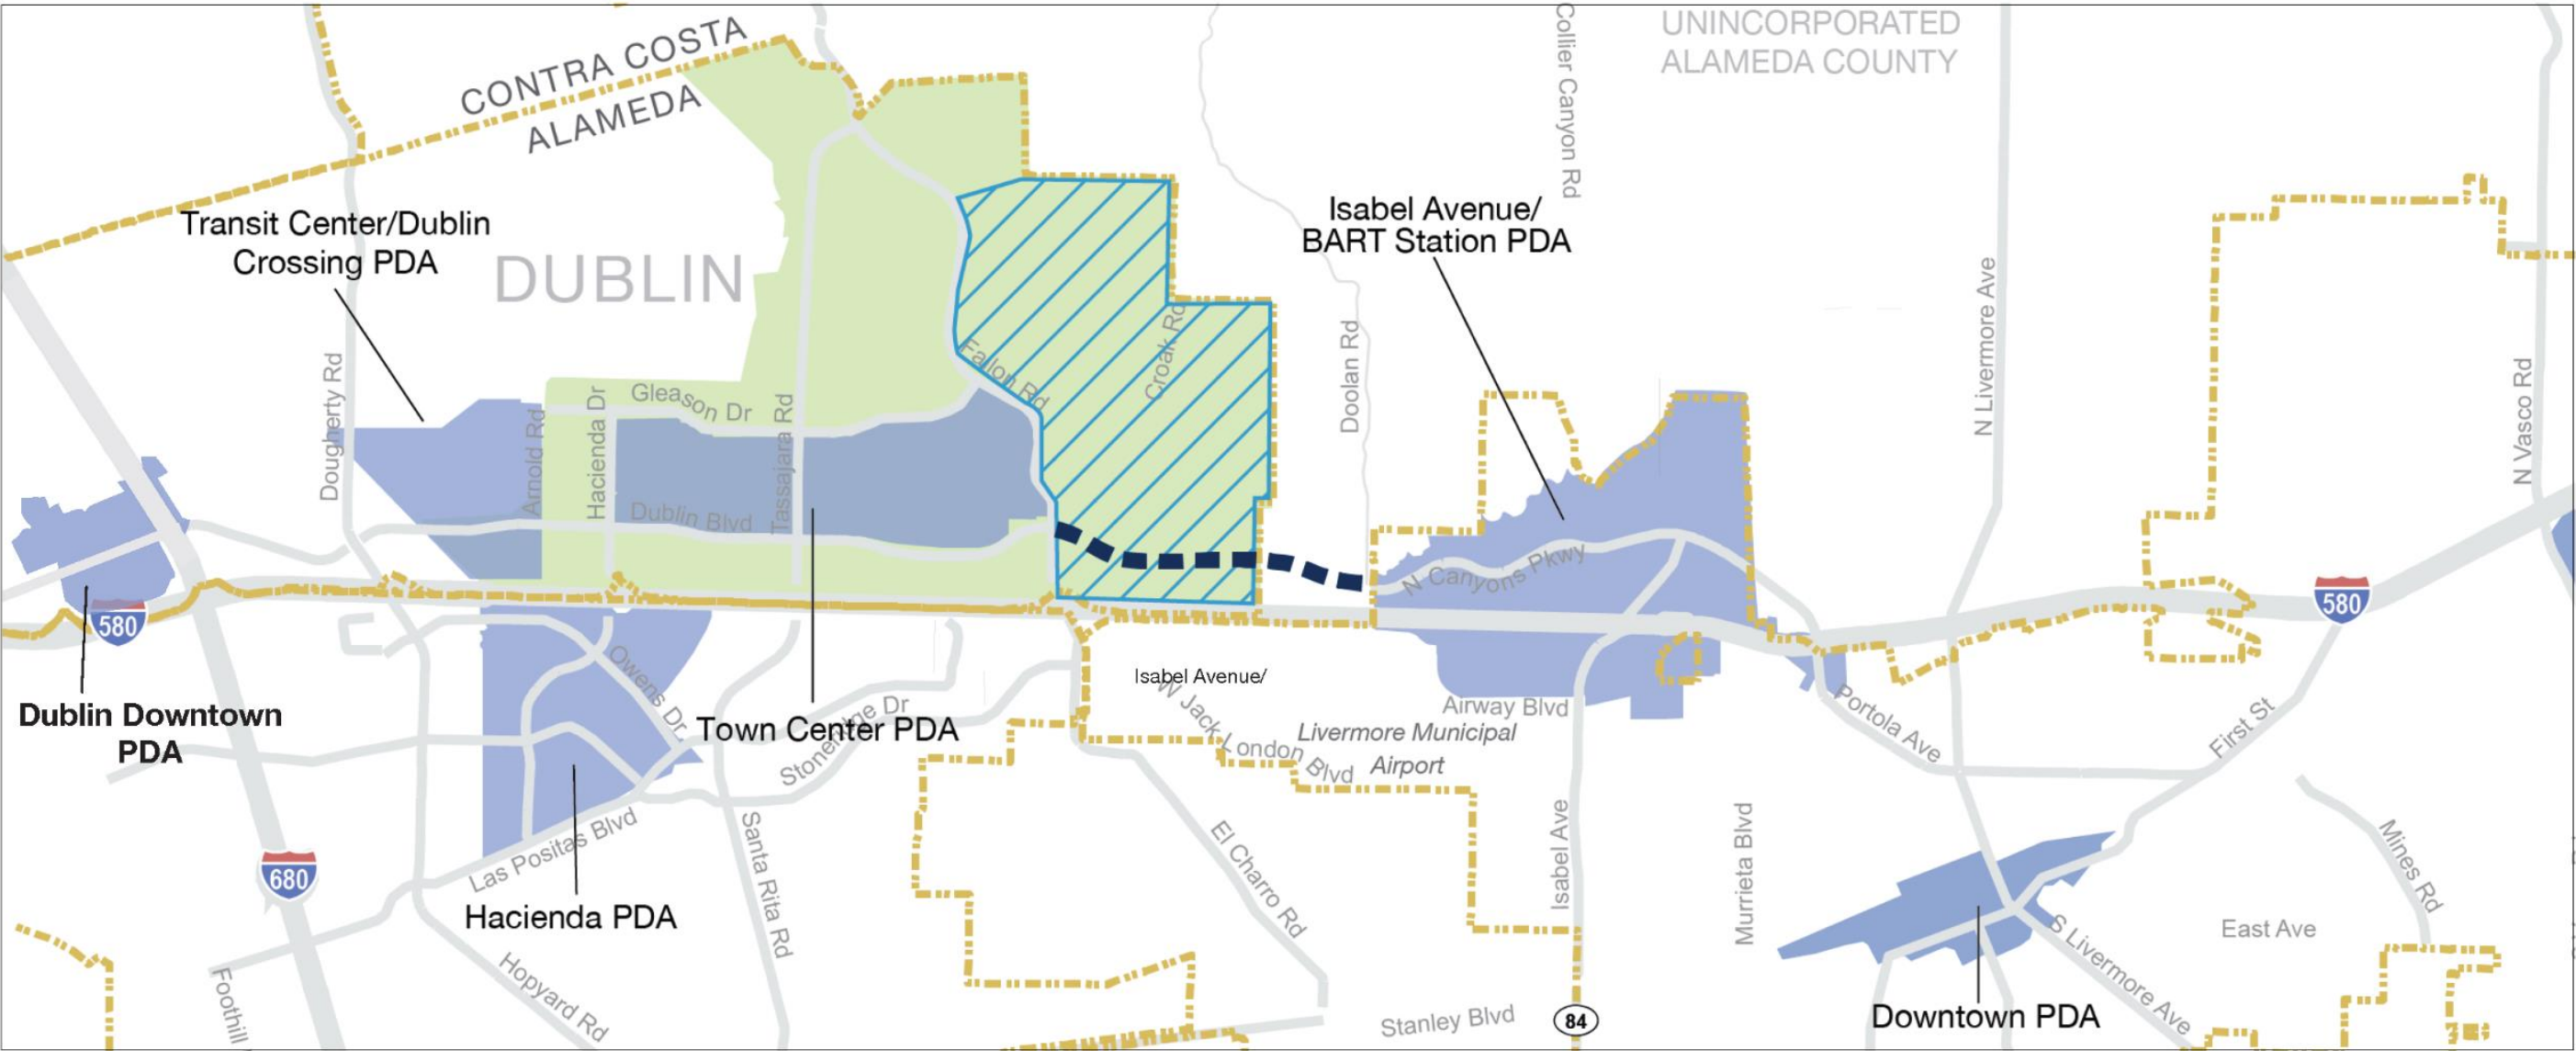 CONTRA COSTA
ALAMEDA
UNINCORPORATED
ALAMEDA COUNTY
Collier Canyon Rd
Transit Center/Dublin
Crossing PDA
DUBLIN
Isabel Avenue/
BART Station PDA
Dougherty Rd
Arnold Rd
Hacienda Dr
Gleason Dr
Tassajara Rd
Dublin Blvd
Fallon Rd
Croak Rd
Doolan Rd
N Livermore Ave
N Vasco Rd
N Canyons Pkwy
580
580
Dublin Downtown
PDA
Owens Dr
Town Center PDA
Stoneridge Dr
Isabel Avenue/
W Jack London Blvd
Livermore Municipal
Airport
Airway Blvd
Portola Ave
First St
Las Positas Blvd
680
Hacienda PDA
Santa Rita Rd
El Charro Rd
Isabel Ave
Murrieta Blvd
Mines Rd
East Ave
S Livermore Ave
Foothill
Hopyard Rd
Stanley Blvd
84
Downtown PDA